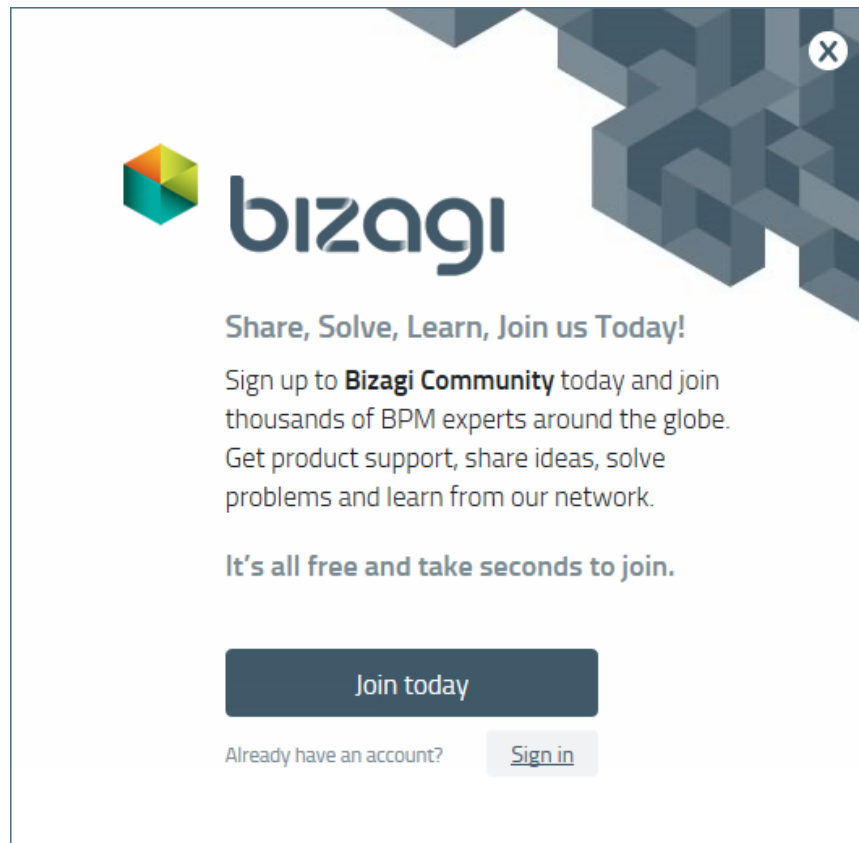 bizagi
Share, Solve, Learn, Join us Today!
Sign up to Bizagi Community today and join
thousands of BPM experts around the globe.
Get product support, share ideas, solve
problems and learn from our network.
It's all free and take seconds to join.
Join today
Already have an account? Sign in